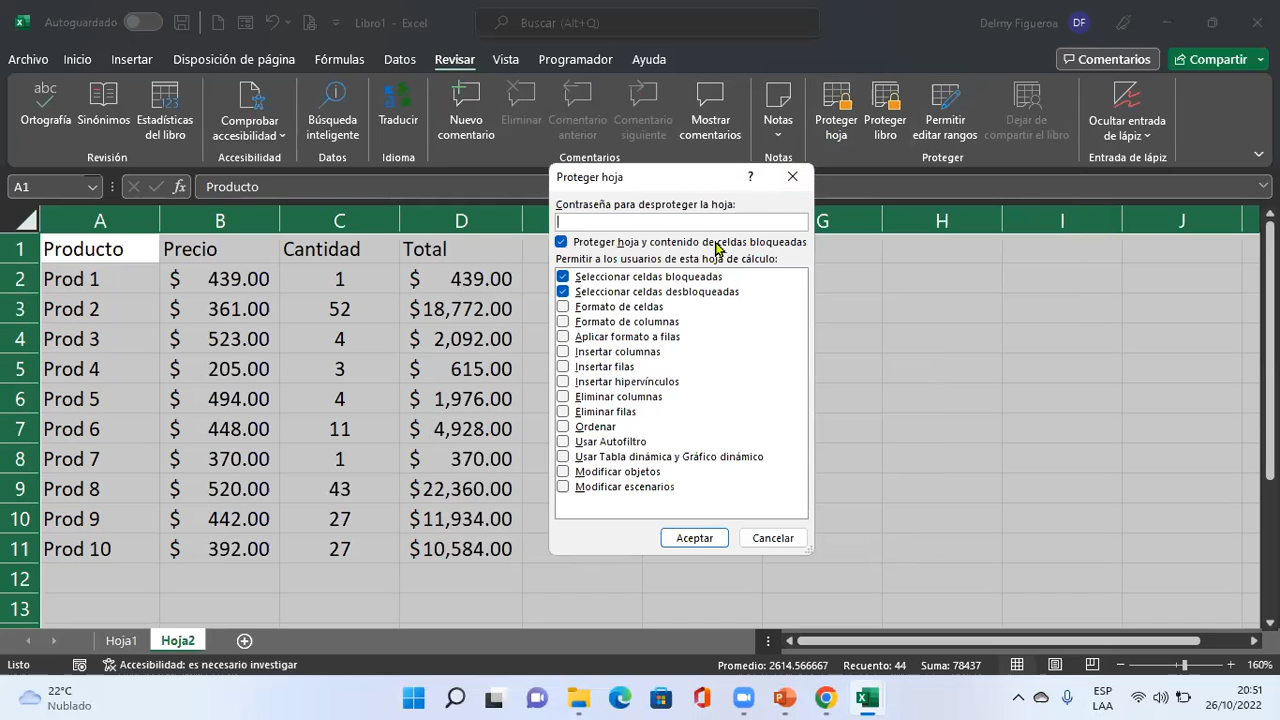 Autoguardado Libro1 - Excel Buscar (Alt+Q) Delmy Figueroa DF
Archivo Inicio Insertar Disposición de página Fórmulas Datos Revisar Vista Programador Ayuda Comentarios Compartir
Ortografía Sinónimos Estadísticas del libro Comprobar accesibilidad Búsqueda inteligente Traducir Nuevo comentario Eliminar Comentario anterior Comentario siguiente Mostrar comentarios Notas Proteger hoja Proteger libro Permitir editar rangos Dejar de compartir el libro Ocultar entrada de lápiz
Revisión Accesibilidad Datos Idioma Comentarios Notas Proteger Entrada de lápiz
A1 fx Producto
A B C D G H I J
1 Producto Precio Cantidad Total
2 Prod 1 $ 439.00 1 $ 439.00
3 Prod 2 $ 361.00 52 $18,772.00
4 Prod 3 $ 523.00 4 $ 2,092.00
5 Prod 4 $ 205.00 3 $ 615.00
6 Prod 5 $ 494.00 4 $ 1,976.00
7 Prod 6 $ 448.00 11 $ 4,928.00
8 Prod 7 $ 370.00 1 $ 370.00
9 Prod 8 $ 520.00 43 $22,360.00
10 Prod 9 $ 442.00 27 $11,934.00
11 Prod 10 $ 392.00 27 $10,584.00
12
13
Proteger hoja ?
Contraseña para desproteger la hoja:
Proteger hoja y contenido de celdas bloqueadas
Permitir a los usuarios de esta hoja de cálculo:
Seleccionar celdas bloqueadas
Seleccionar celdas desbloqueadas
Formato de celdas
Formato de columnas
Aplicar formato a filas
Insertar columnas
Insertar filas
Insertar hipervínculos
Eliminar columnas
Eliminar filas
Ordenar
Usar Autofiltro
Usar Tabla dinámica y Gráfico dinámico
Modificar objetos
Modificar escenarios
Aceptar Cancelar
Hoja1 Hoja2
Listo Accesibilidad: es necesario investigar Promedio: 2614.566667 Recuento: 44 Suma: 78437 160%
22°C
Nublado
ESP
LAA
20:51
26/10/2022